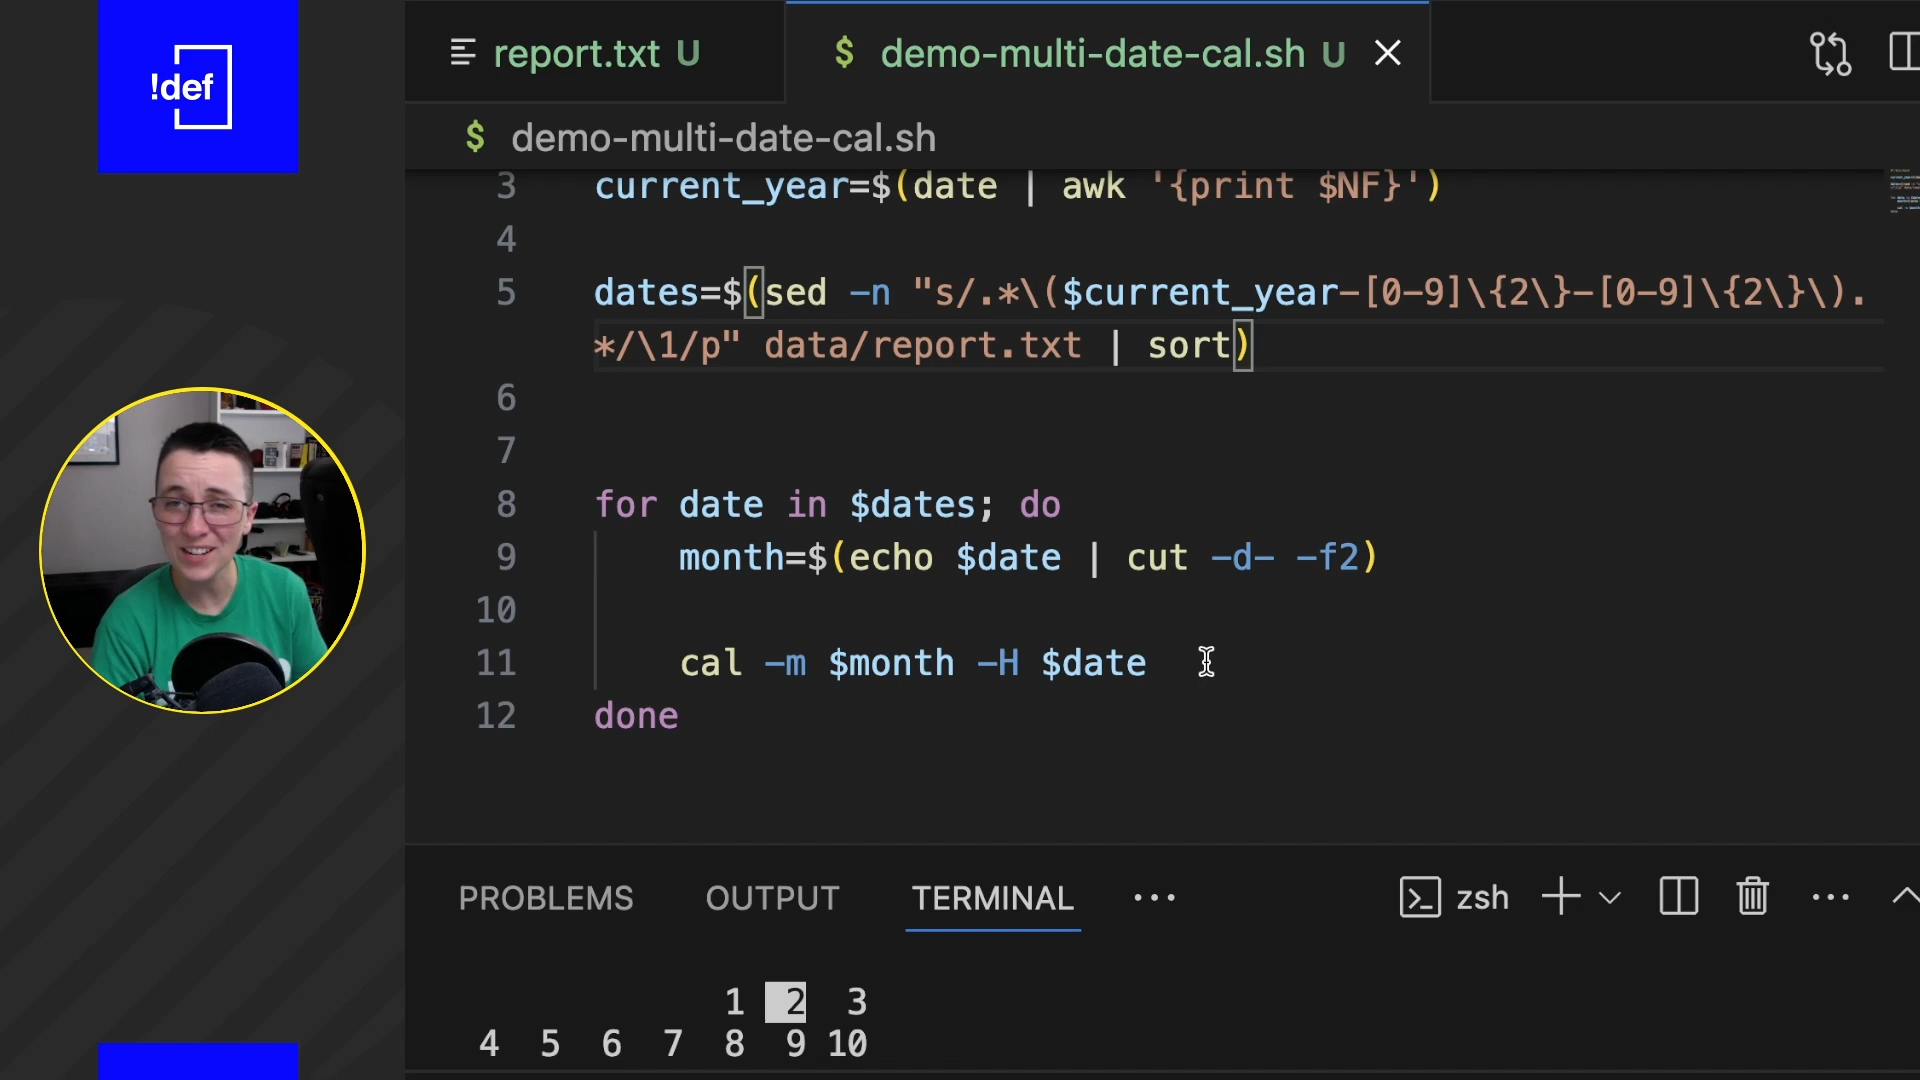 !def
report.txt U
$ demo-multi-date-cal.sh U
$ demo-multi-date-cal.sh
3 current_year=$(date | awk '{print $NF}')
4
5 dates=$(sed -n "s/.*\($current_year-[0-9]\{2\}-[0-9]\{2\}\).
*/\1/p" data/report.txt | sort)
6
7
8 for date in $dates; do
9 month=$(echo $date | cut -d- -f2)
10
11 cal -m $month -H $date
12 done
PROBLEMS OUTPUT TERMINAL ... zsh
1 2 3
4 5 6 7 8 9 10